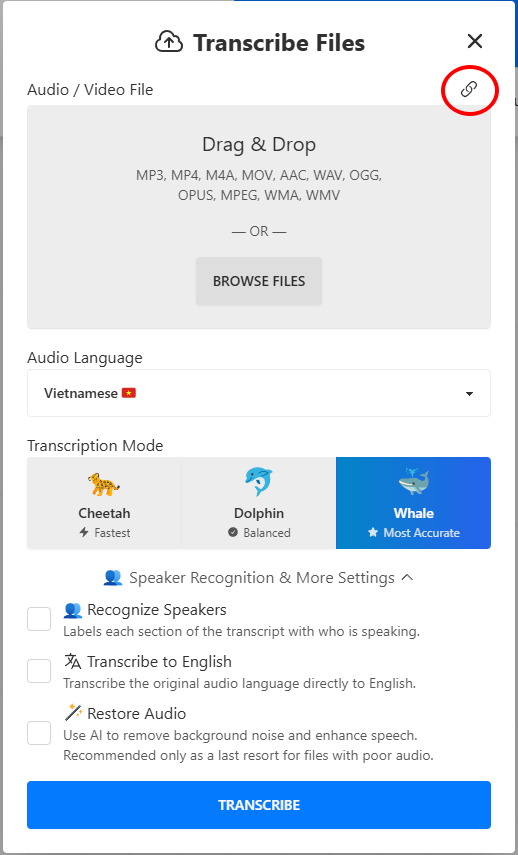 Transcribe Files
Audio / Video File
Drag & Drop
MP3, MP4, M4A, MOV, AAC, WAV, OGG,
OPUS, MPEG, WMA, WMV
— OR —
BROWSE FILES
Audio Language
Vietnamese
Transcription Mode
Cheetah
Fastest
Dolphin
Balanced
Whale
Most Accurate
Speaker Recognition & More Settings
Recognize Speakers
Labels each section of the transcript with who is speaking.
Transcribe to English
Transcribe the original audio language directly to English.
Restore Audio
Use AI to remove background noise and enhance speech.
Recommended only as a last resort for files with poor audio.
TRANSCRIBE